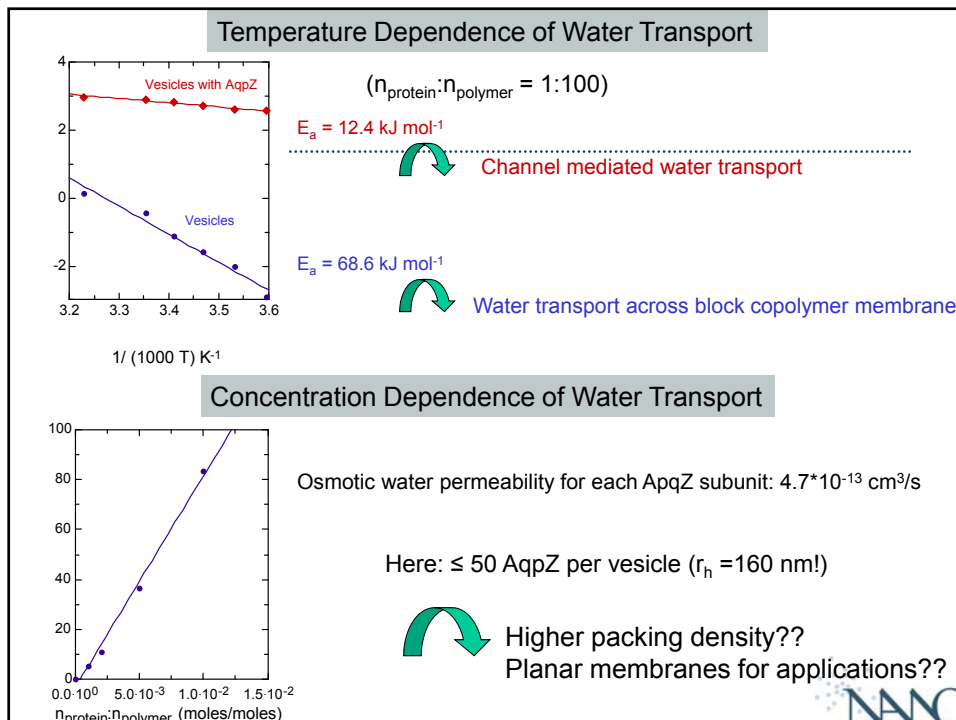 Temperature Dependence of Water Transport
4
2
0
-2
3.2 3.3 3.4 3.5 3.6
Vesicles with AqpZ
Vesicles
1/ (1000 T) K-1
(nprotein:npolymer = 1:100)
Ea = 12.4 kJ mol-1
Channel mediated water transport
Ea = 68.6 kJ mol-1
Water transport across block copolymer membrane
Concentration Dependence of Water Transport
100
80
60
40
20
0
0.0·10⁰ 5.0·10⁻³ 1.0·10⁻² 1.5·10⁻²
nprotein:npolymer (moles/moles)
Osmotic water permeability for each ApqZ subunit: 4.7*10-13 cm3/s
Here: ≤ 50 AqpZ per vesicle (rh =160 nm!)
Higher packing density??
Planar membranes for applications??